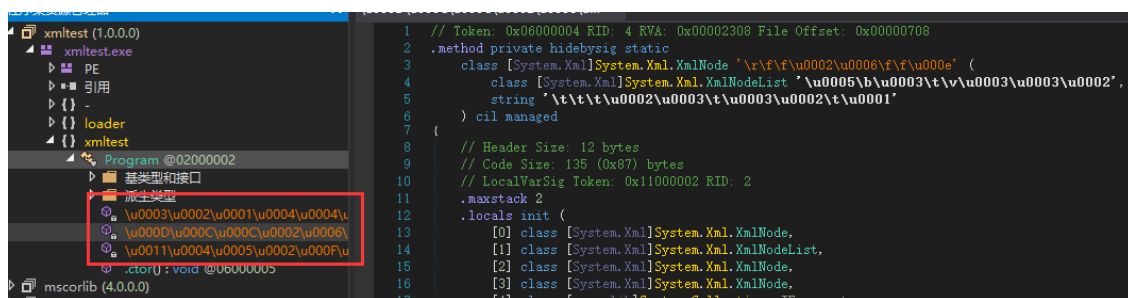 xmltest (1.0.0.0)
xmltest.exe
PE
引用
{ } -
{ } loader
{ } xmltest
Program @02000002
基类型和接口
派生类型
\u0003\u0002\u0001\u0004\u0004\u
\u000D\u000C\u000C\u0002\u0006\
\u0011\u0004\u0005\u0002\u000F\u
.ctor() : void @06000005
mscorlib (4.0.0.0)
1 // Token: 0x06000004 RID: 4 RVA: 0x00002308 File Offset: 0x00000708
2 .method private hidebysig static
3 class [System.Xml]System.Xml.XmlNode '\r\f\f\u0002\u0006\f\f\u000e' (
4 class [System.Xml]System.Xml.XmlNodeList '\u0005\b\u0003\t\v\u0003\u0003\u0002',
5 string '\t\t\t\u0002\u0003\t\u0003\u0002\t\u0001'
6 ) cil managed
7 {
8 // Header Size: 12 bytes
9 // Code Size: 135 (0x87) bytes
10 // LocalVarSig Token: 0x11000002 RID: 2
11 .maxstack 2
12 .locals init (
13 [0] class [System.Xml]System.Xml.XmlNode,
14 [1] class [System.Xml]System.Xml.XmlNodeList,
15 [2] class [System.Xml]System.Xml.XmlNode,
16 [3] class [System.Xml]System.Xml.XmlNode,